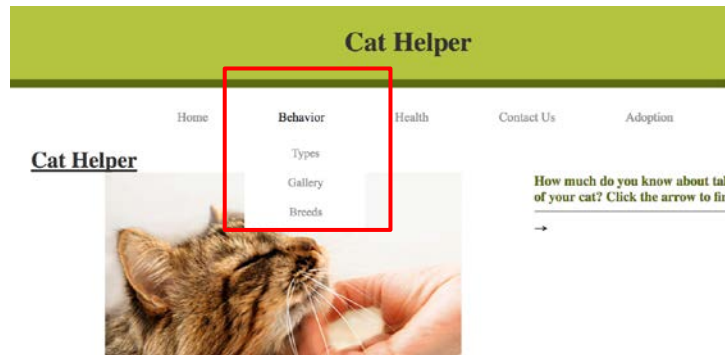 Cat Helper
Home Behavior Health Contact Us Adoption
Types
Gallery
Breeds
Cat Helper
How much do you know about tal
of your cat? Click the arrow to fin
→